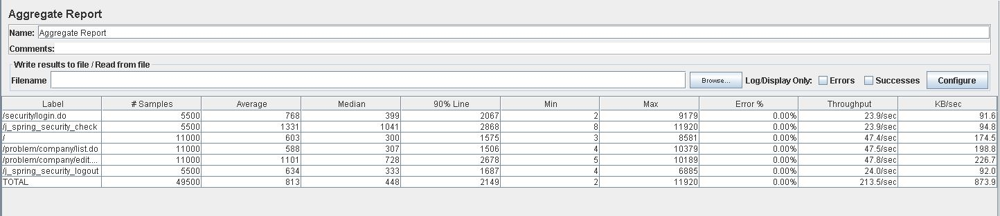 Aggregate Report
Name: Aggregate Report
Comments:
Write results to file / Read from file
Filename Browse... Log/Display Only: Errors Successes Configure
Label # Samples Average Median 90% Line Min Max Error % Throughput KB/sec
/security/login.do 5500 768 399 2067 2 9179 0.00% 23.9/sec 91.6
/j_spring_security_check 5500 1331 1041 2868 8 11920 0.00% 23.9/sec 94.8
/ 11000 603 300 1575 3 8581 0.00% 47.4/sec 174.5
/problem/company/list.do 11000 588 307 1506 4 10379 0.00% 47.5/sec 198.8
/problem/company/edit.... 11000 1101 728 2678 5 10189 0.00% 47.8/sec 226.7
/j_spring_security_logout 5500 634 333 1687 4 6885 0.00% 24.0/sec 92.0
TOTAL 49500 813 448 2149 2 11920 0.00% 213.5/sec 873.9